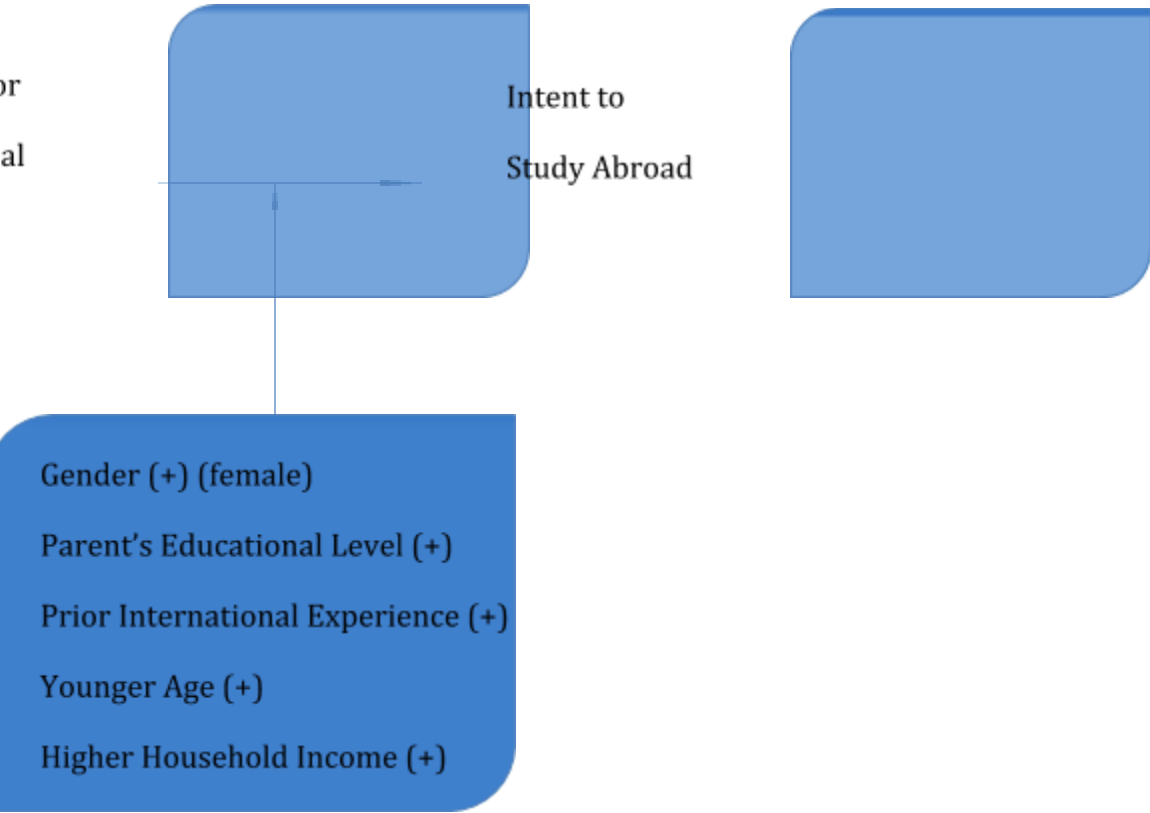 Intent to
Study Abroad
Gender (+) (female)
Parent’s Educational Level (+)
Prior International Experience (+)
Younger Age (+)
Higher Household Income (+)